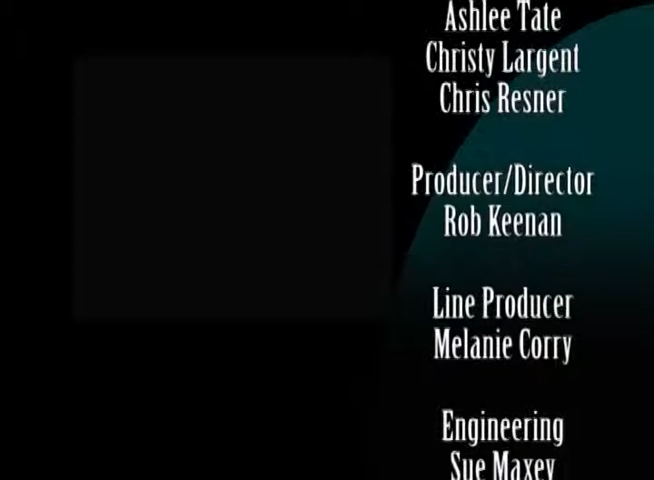 Ashlee Tate
Christy Largent
Chris Resner
Producer/Director
Rob Keenan
Line Producer
Melanie Corry
Engineering
Sue Maxey